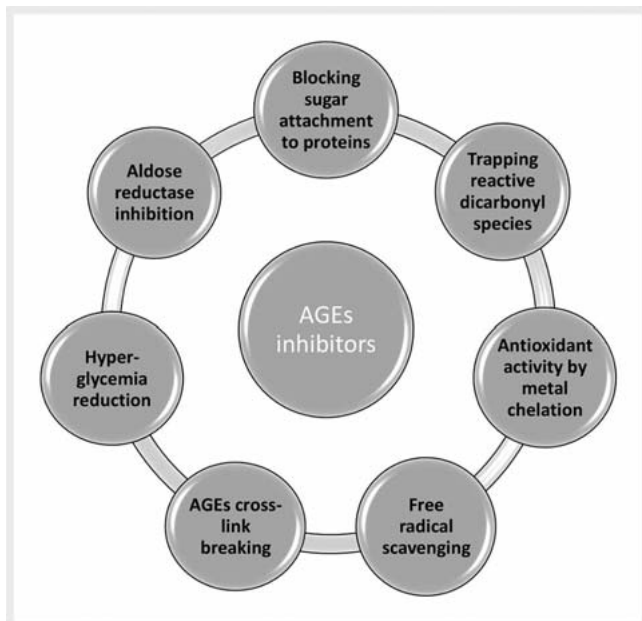 Blocking
sugar
attachment
to proteins
Trapping
reactive
dicarbonyl
species
Antioxidant
activity by
metal
chelation
Free
radical
scavenging
AGEs cross-
link
breaking
Hyper-
glycemia
reduction
Aldose
reductase
inhibition
AGEs
inhibitors